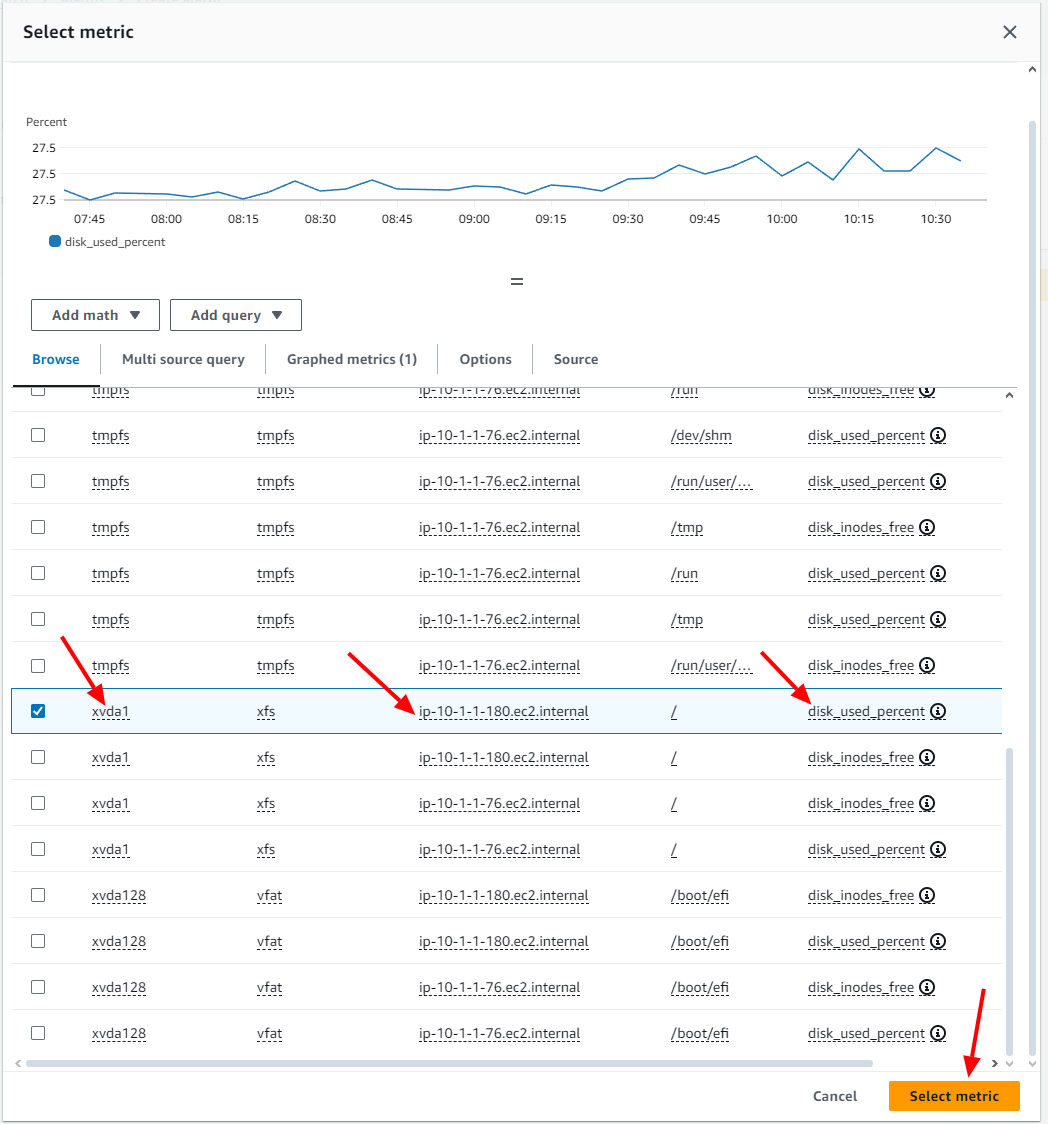 Select metric
Percent
27.5
27.5
27.5
07:45 08:00 08:15 08:30 08:45 09:00 09:15 09:30 09:45 10:00 10:15 10:30
disk_used_percent
Add math Add query
Browse Multi source query Graphed metrics (1) Options Source
tmpfs tmpfs ip-10-1-1-76.ec2.internal /run disk_inodes_free
tmpfs tmpfs ip-10-1-1-76.ec2.internal /dev/shm disk_used_percent
tmpfs tmpfs ip-10-1-1-76.ec2.internal /run/user/... disk_used_percent
tmpfs tmpfs ip-10-1-1-76.ec2.internal /tmp disk_inodes_free
tmpfs tmpfs ip-10-1-1-76.ec2.internal /run disk_used_percent
tmpfs tmpfs ip-10-1-1-76.ec2.internal /tmp disk_used_percent
tmpfs tmpfs ip-10-1-1-76.ec2.internal /run/user/... disk_inodes_free
xvda1 xfs ip-10-1-1-180.ec2.internal / disk_used_percent
xvda1 xfs ip-10-1-1-180.ec2.internal / disk_inodes_free
xvda1 xfs ip-10-1-1-76.ec2.internal / disk_inodes_free
xvda1 xfs ip-10-1-1-76.ec2.internal / disk_used_percent
xvda128 vfat ip-10-1-1-180.ec2.internal /boot/efi disk_inodes_free
xvda128 vfat ip-10-1-1-180.ec2.internal /boot/efi disk_used_percent
xvda128 vfat ip-10-1-1-76.ec2.internal /boot/efi disk_inodes_free
xvda128 vfat ip-10-1-1-76.ec2.internal /boot/efi disk_used_percent
Cancel Select metric